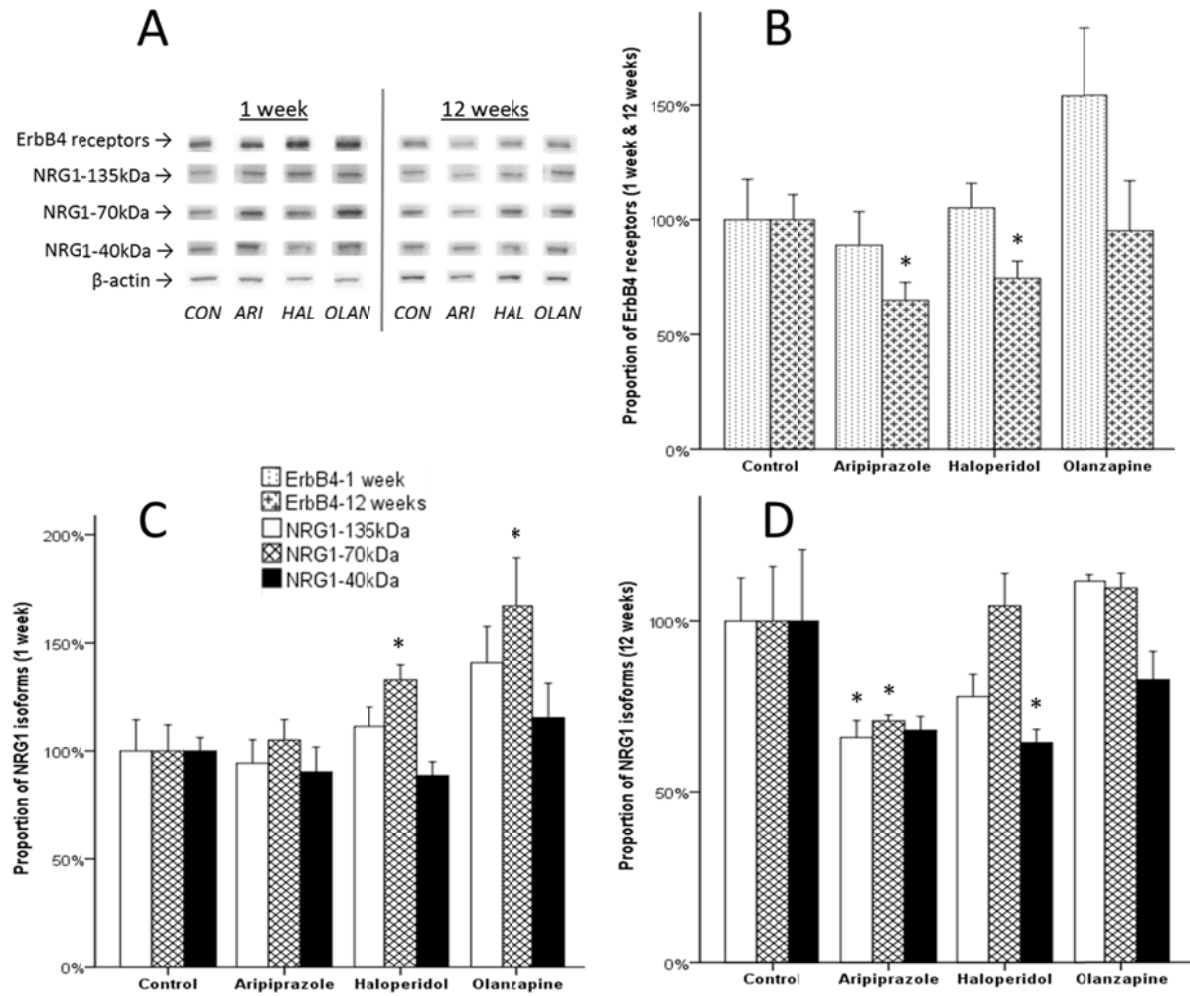 A
1 week
12 weeks
ErbB4 receptors →
NRG1-135kDa →
NRG1-70kDa →
NRG1-40kDa →
β-actin →
CON ARI HAL OLAN CON ARI HAL OLAN
B
Proportion of ErbB4 receptors (1 week & 12 weeks)
150%
100%
50%
0%
*
*
Control Aripiprazole Haloperidol Olanzapine
ErbB4-1 week
ErbB4-12 weeks
NRG1-135kDa
NRG1-70kDa
NRG1-40kDa
C
Proportion of NRG1 isoforms (1 week)
200%
150%
100%
50%
0%
*
*
Control Aripiprazole Haloperidol Olanzapine
D
Proportion of NRG1 isoforms (12 weeks)
100%
50%
0%
* *
*
Control Aripiprazole Haloperidol Olanzapine